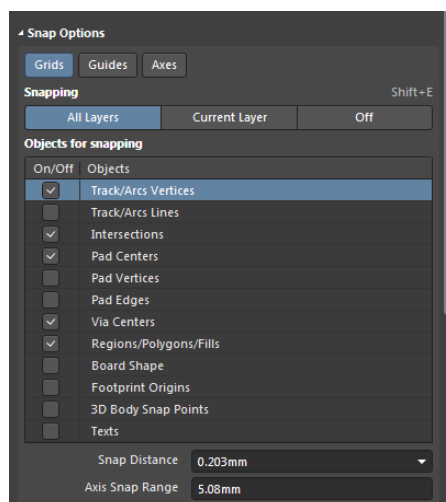 Snap Options
Grids Guides Axes
Snapping Shift+E
All Layers Current Layer Off
Objects for snapping
On/Off Objects
Track/Arcs Vertices
Track/Arcs Lines
Intersections
Pad Centers
Pad Vertices
Pad Edges
Via Centers
Regions/Polygons/Fills
Board Shape
Footprint Origins
3D Body Snap Points
Texts
Snap Distance 0.203mm
Axis Snap Range 5.08mm